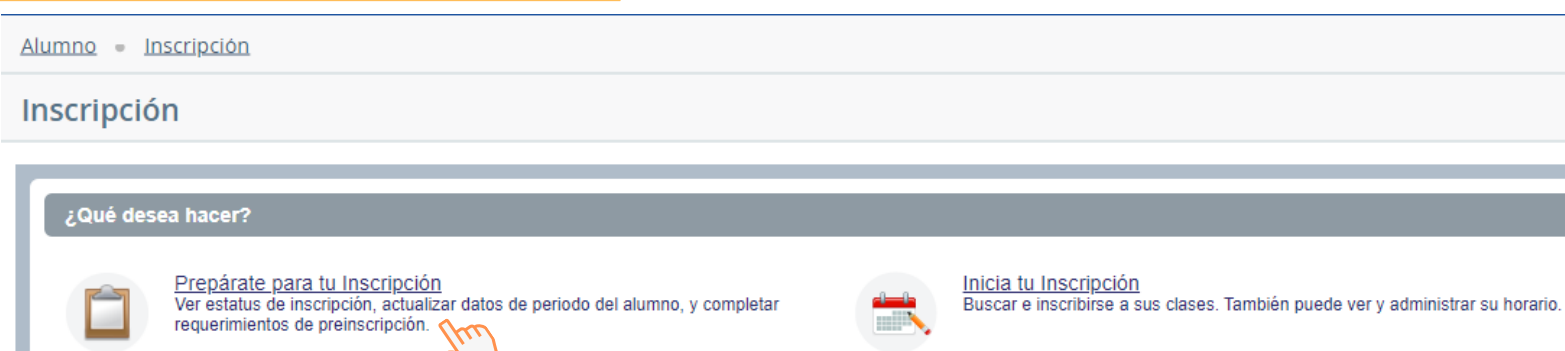 Alumno • Inscripción
Inscripción
¿Qué desea hacer?
Prepárate para tu Inscripción
Ver estatus de inscripción, actualizar datos de periodo del alumno, y completar
requerimientos de preinscripción.
Inicia tu Inscripción
Buscar e inscribirse a sus clases. También puede ver y administrar su horario.